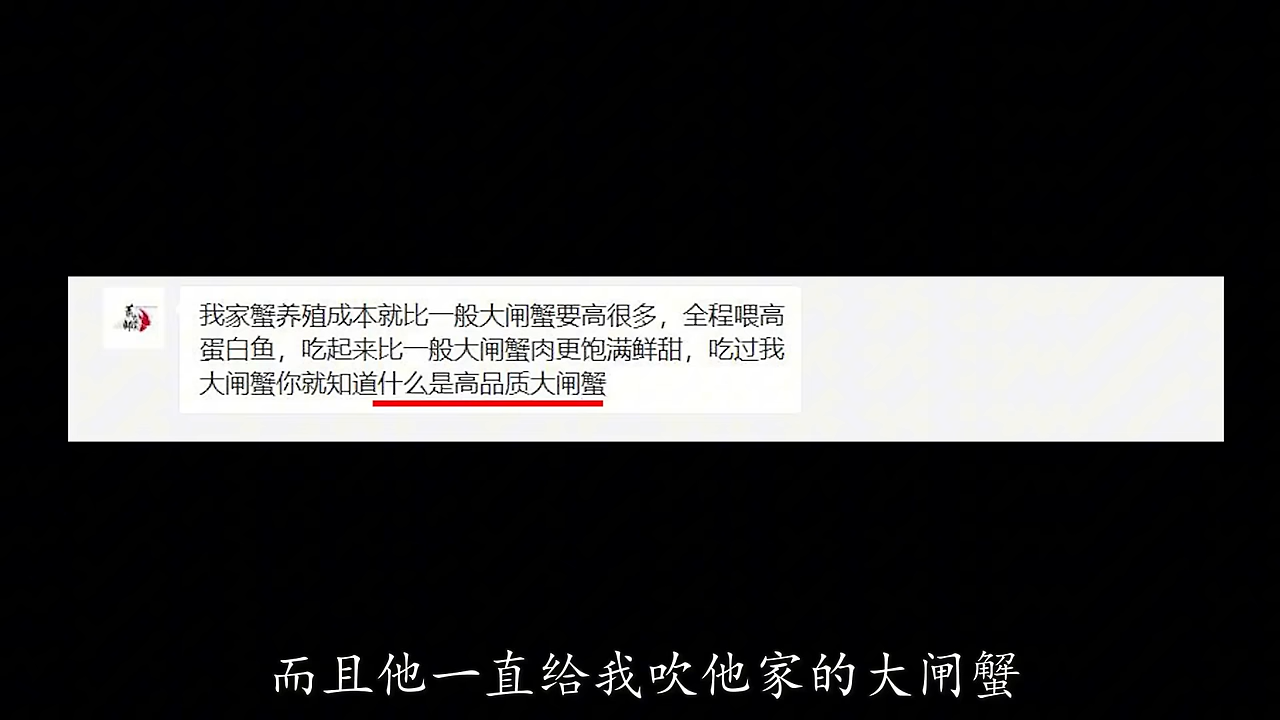 我家蟹养殖成本就比一般大闸蟹要高很多，全程喂高
蛋白鱼，吃起来比一般大闸蟹肉更饱满鲜甜，吃过我
大闸蟹你就知道什么是高品质大闸蟹
而且他一直给我吹他家的大闸蟹